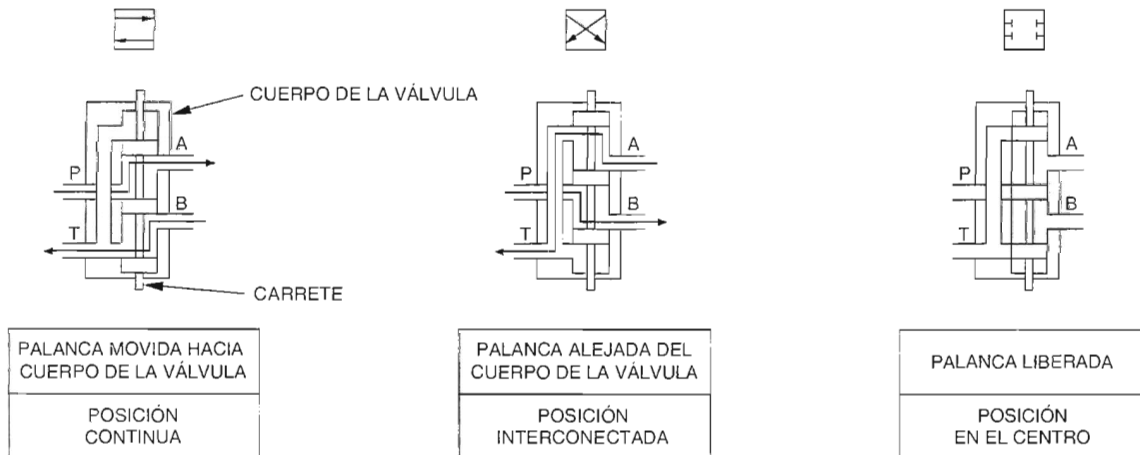 CUERPO DE LA VÁLVULA
A
P
B
T
CARRETE
PALANCA MOVIDA HACIA
CUERPO DE LA VÁLVULA
POSICIÓN
CONTINUA
A
P
B
T
PALANCA ALEJADA DEL
CUERPO DE LA VÁLVULA
POSICIÓN
INTERCONECTADA
A
P
B
T
PALANCA LIBERADA
POSICIÓN
EN EL CENTRO